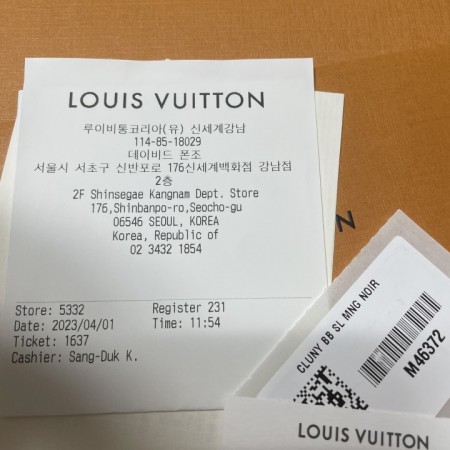 LOUIS VUITTON
루이비통코리아(유) 신세계강남
114-85-18029
데이비드 폰조
서울시 서초구 신반포로 176신세계백화점 강남점
2층
2F Shinsegae Kangnam Dept. Store
176,Shinbanpo-ro,Seocho-gu
06546 SEOUL, KOREA
Korea, Republic of
02 3432 1854
Store: 5332 Register 231
Date: 2023/04/01 Time: 11:54
Ticket: 1637
Cashier: Sang-Duk K.
N
CLUNY BB SL MNG NOIR
M46372
LOUIS VUITTON